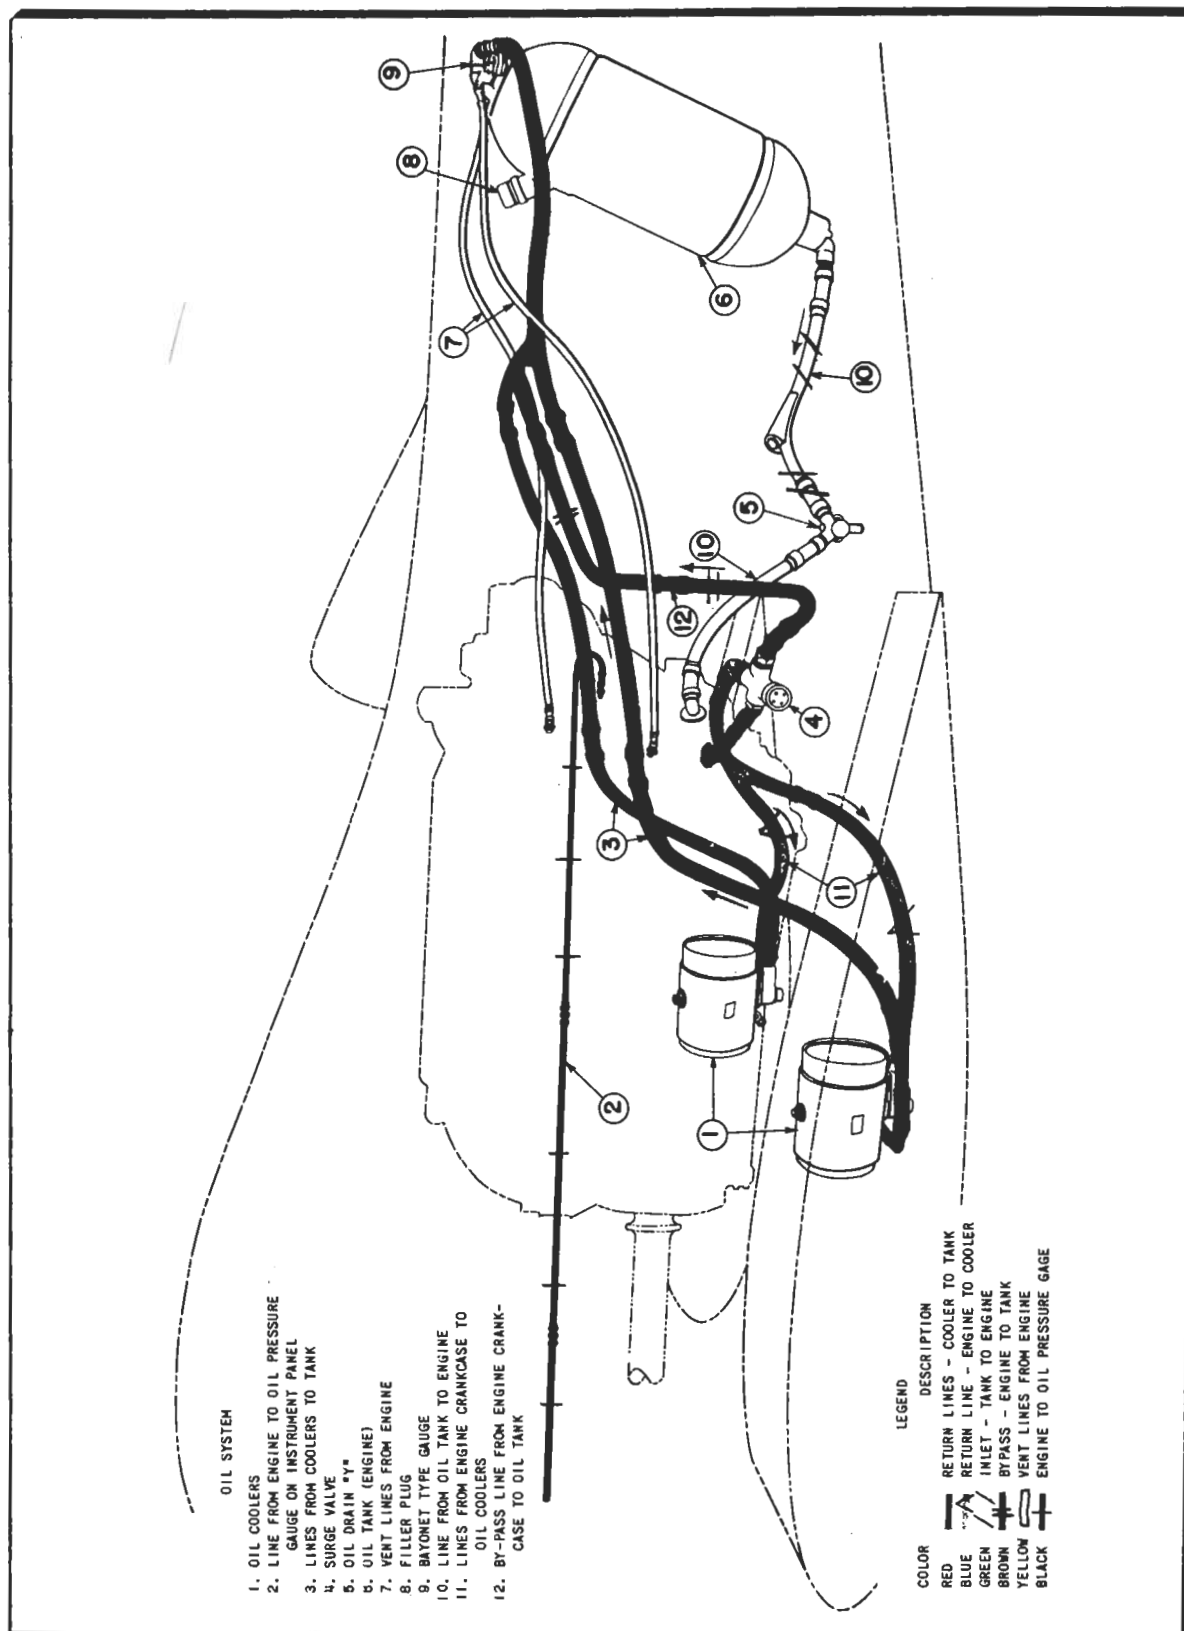 OIL SYSTEM
1. OIL COOLERS
2. LINE FROM ENGINE TO OIL PRESSURE
GAUGE ON INSTRUMENT PANEL
3. LINES FROM COOLERS TO TANK
4. SURGE VALVE
5. OIL DRAIN "Y"
6. OIL TANK (ENGINE)
7. VENT LINES FROM ENGINE
8. FILLER PLUG
9. BAYONET TYPE GAUGE
10. LINE FROM OIL TANK TO ENGINE
11. LINES FROM ENGINE CRANKCASE TO
OIL COOLERS
12. BY-PASS LINE FROM ENGINE CRANK-
CASE TO OIL TANK
9
8
7
6
10
5
10
12
4
3
11
2
1
LEGEND
COLOR DESCRIPTION
RED RETURN LINES - COOLER TO TANK
BLUE RETURN LINE - ENGINE TO COOLER
GREEN INLET - TANK TO ENGINE
BROWN BYPASS - ENGINE TO TANK
YELLOW VENT LINES FROM ENGINE
BLACK ENGINE TO OIL PRESSURE GAGE